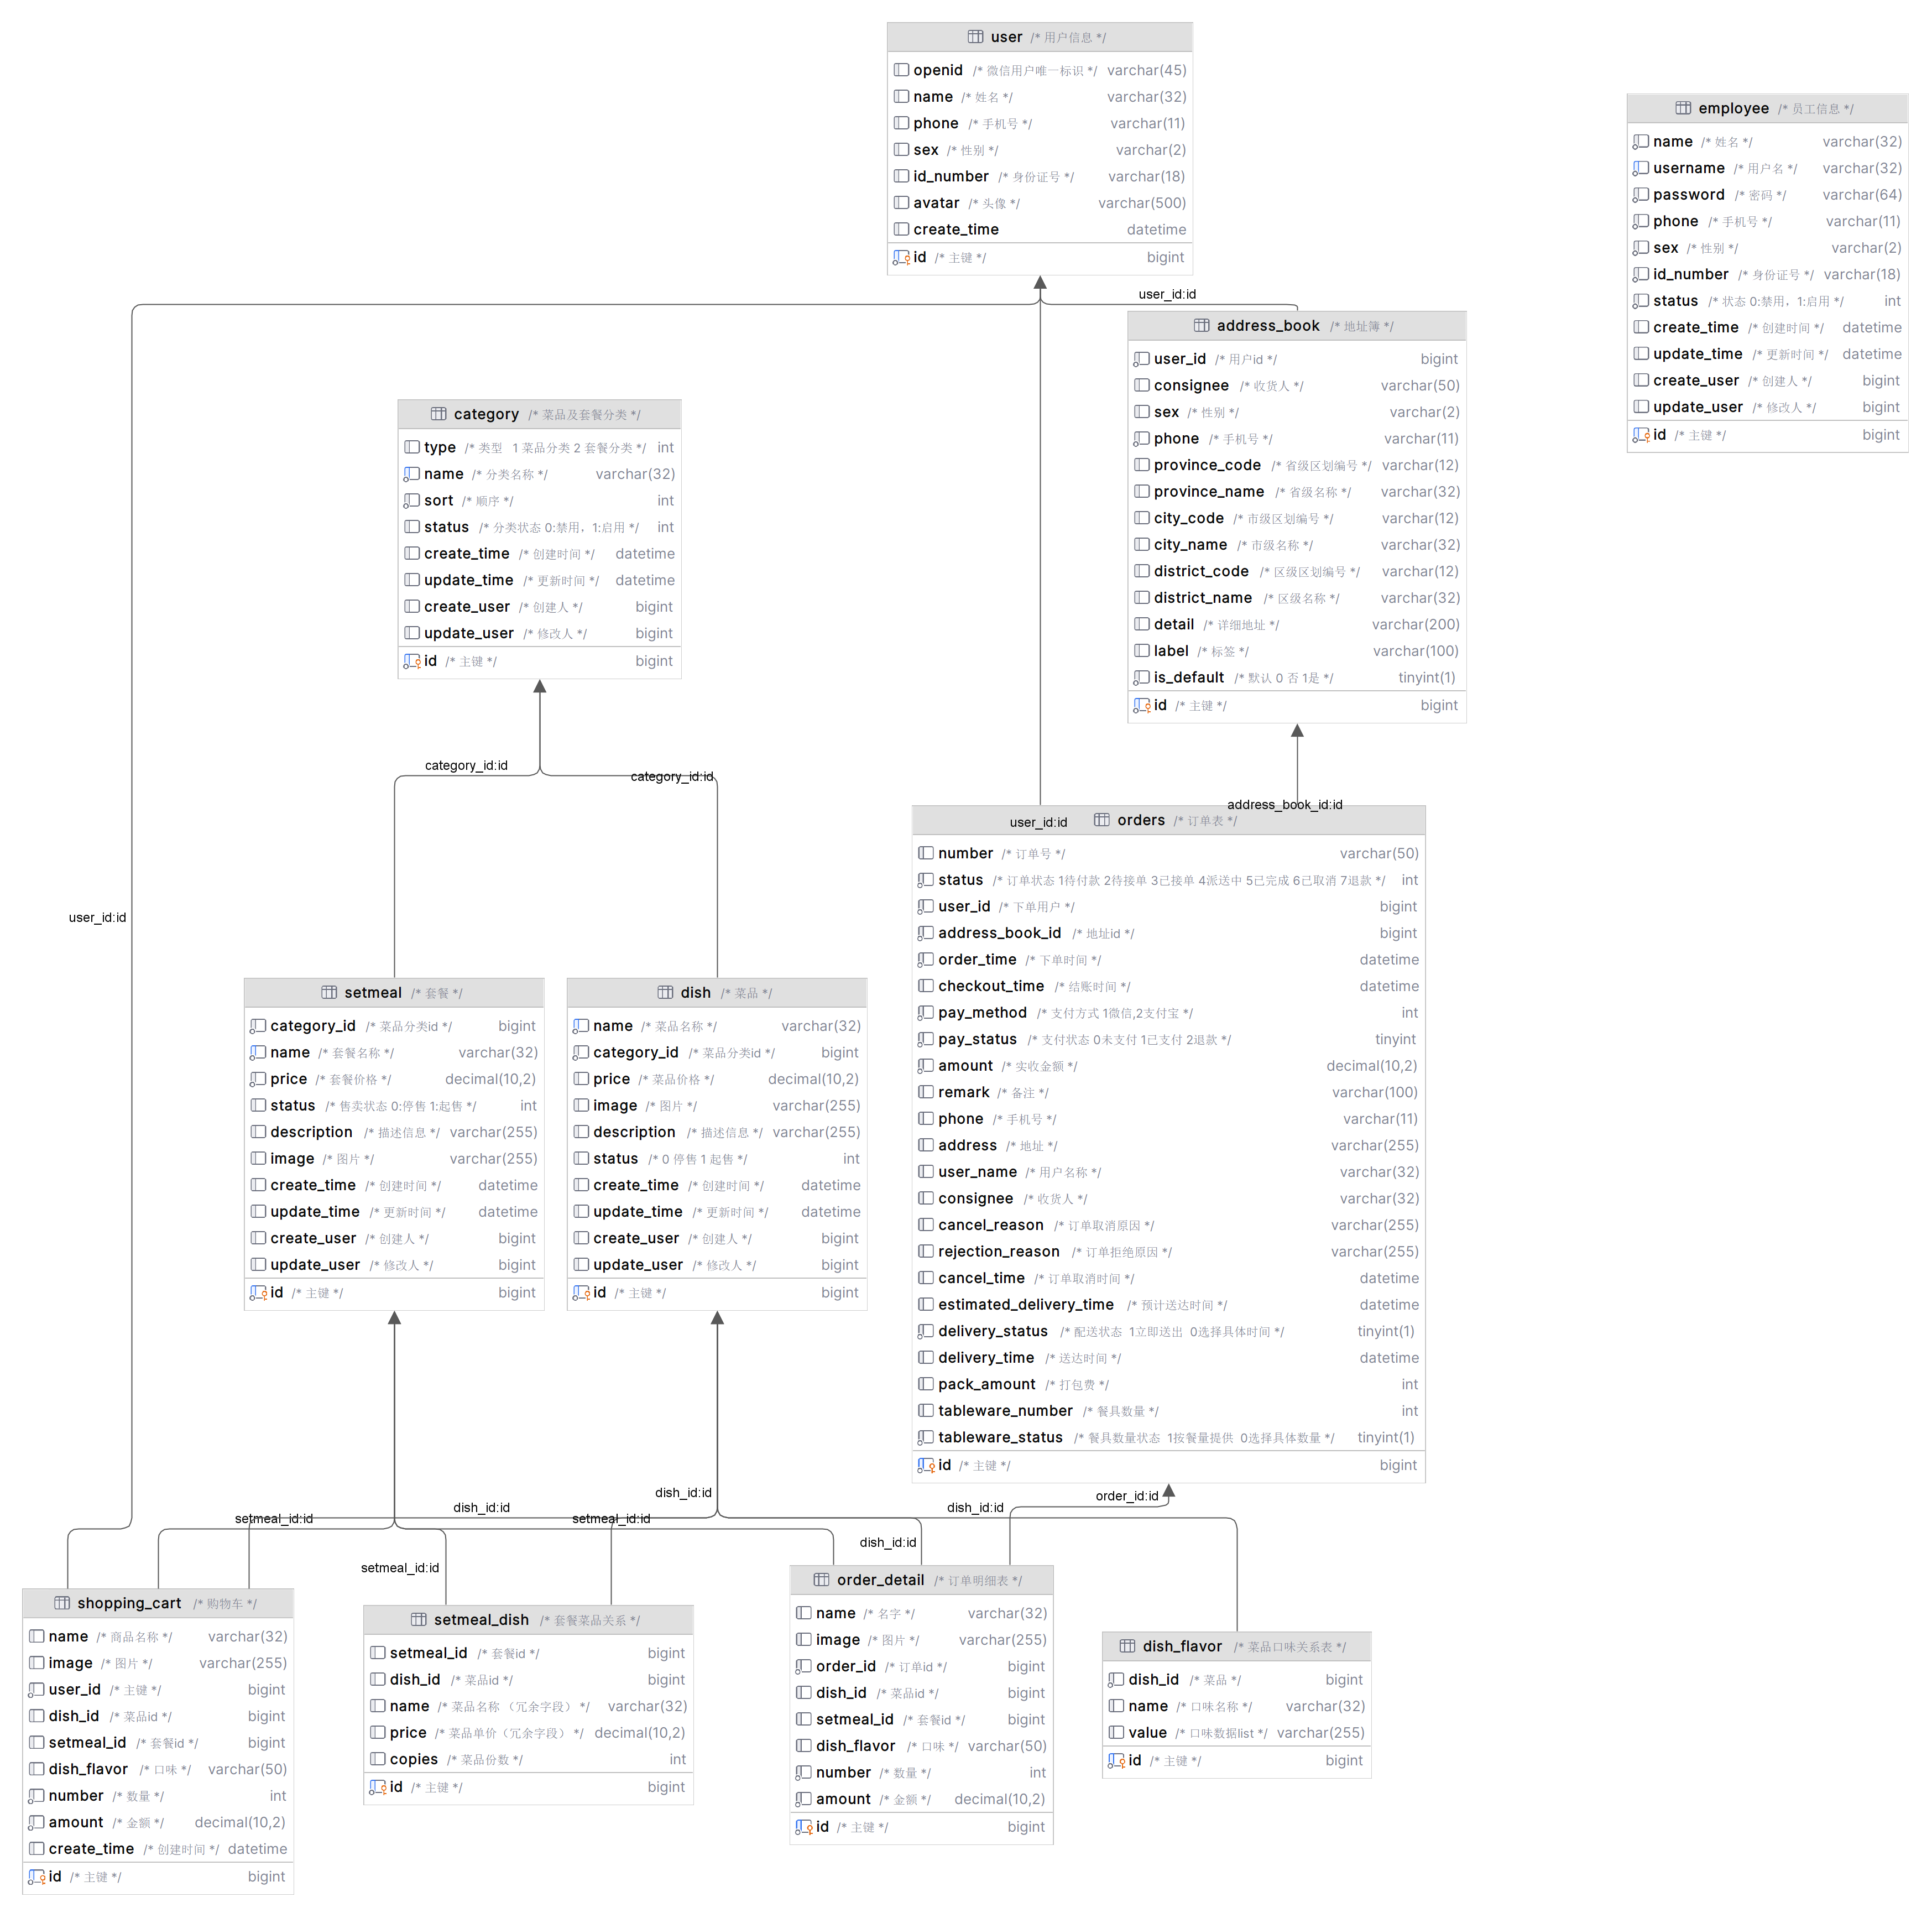 user /* 用户信息 */
openid /* 微信用户唯一标识 */ varchar(45)
name /* 姓名 */ varchar(32)
phone /* 手机号 */ varchar(11)
sex /* 性别 */ varchar(2)
id_number /* 身份证号 */ varchar(18)
avatar /* 头像 */ varchar(500)
create_time datetime
id /* 主键 */ bigint
employee /* 员工信息 */
name /* 姓名 */ varchar(32)
username /* 用户名 */ varchar(32)
password /* 密码 */ varchar(64)
phone /* 手机号 */ varchar(11)
sex /* 性别 */ varchar(2)
id_number /* 身份证号 */ varchar(18)
status /* 状态 0:禁用，1:启用 */ int
create_time /* 创建时间 */ datetime
update_time /* 更新时间 */ datetime
create_user /* 创建人 */ bigint
update_user /* 修改人 */ bigint
id /* 主键 */ bigint
user_id:id
address_book /* 地址簿 */
user_id /* 用户id */ bigint
consignee /* 收货人 */ varchar(50)
sex /* 性别 */ varchar(2)
phone /* 手机号 */ varchar(11)
province_code /* 省级区划编号 */ varchar(12)
province_name /* 省级名称 */ varchar(32)
city_code /* 市级区划编号 */ varchar(12)
city_name /* 市级名称 */ varchar(32)
district_code /* 区级区划编号 */ varchar(12)
district_name /* 区级名称 */ varchar(32)
detail /* 详细地址 */ varchar(200)
label /* 标签 */ varchar(100)
is_default /* 默认 0 否 1是 */ tinyint(1)
id /* 主键 */ bigint
category /* 菜品及套餐分类 */
type /* 类型 1 菜品分类 2 套餐分类 */ int
name /* 分类名称 */ varchar(32)
sort /* 顺序 */ int
status /* 分类状态 0:禁用，1:启用 */ int
create_time /* 创建时间 */ datetime
update_time /* 更新时间 */ datetime
create_user /* 创建人 */ bigint
update_user /* 修改人 */ bigint
id /* 主键 */ bigint
category_id:id
category_id:id
address_book_id:id
user_id:id
orders /* 订单表 */
number /* 订单号 */ varchar(50)
status /* 订单状态 1待付款 2待接单 3已接单 4派送中 5已完成 6已取消 7退款 */ int
user_id /* 下单用户 */ bigint
address_book_id /* 地址id */ bigint
order_time /* 下单时间 */ datetime
checkout_time /* 结账时间 */ datetime
pay_method /* 支付方式 1微信,2支付宝 */ int
pay_status /* 支付状态 0未支付 1已支付 2退款 */ tinyint
amount /* 实收金额 */ decimal(10,2)
remark /* 备注 */ varchar(100)
phone /* 手机号 */ varchar(11)
address /* 地址 */ varchar(255)
user_name /* 用户名称 */ varchar(32)
consignee /* 收货人 */ varchar(32)
cancel_reason /* 订单取消原因 */ varchar(255)
rejection_reason /* 订单拒绝原因 */ varchar(255)
cancel_time /* 订单取消时间 */ datetime
estimated_delivery_time /* 预计送达时间 */ datetime
delivery_status /* 配送状态 1立即送出 0选择具体时间 */ tinyint(1)
delivery_time /* 送达时间 */ datetime
pack_amount /* 打包费 */ int
tableware_number /* 餐具数量 */ int
tableware_status /* 餐具数量状态 1按餐量提供 0选择具体数量 */ tinyint(1)
id /* 主键 */ bigint
user_id:id
setmeal /* 套餐 */
category_id /* 菜品分类id */ bigint
name /* 套餐名称 */ varchar(32)
price /* 套餐价格 */ decimal(10,2)
status /* 售卖状态 0:停售 1:起售 */ int
description /* 描述信息 */ varchar(255)
image /* 图片 */ varchar(255)
create_time /* 创建时间 */ datetime
update_time /* 更新时间 */ datetime
create_user /* 创建人 */ bigint
update_user /* 修改人 */ bigint
id /* 主键 */ bigint
dish /* 菜品 */
name /* 菜品名称 */ varchar(32)
category_id /* 菜品分类id */ bigint
price /* 菜品价格 */ decimal(10,2)
image /* 图片 */ varchar(255)
description /* 描述信息 */ varchar(255)
status /* 0 停售 1 起售 */ int
create_time /* 创建时间 */ datetime
update_time /* 更新时间 */ datetime
create_user /* 创建人 */ bigint
update_user /* 修改人 */ bigint
id /* 主键 */ bigint
dish_id:id
order_id:id
dish_id:id
dish_id:id
setmeal_id:id
setmeal_id:id
dish_id:id
setmeal_id:id
shopping_cart /* 购物车 */
name /* 商品名称 */ varchar(32)
image /* 图片 */ varchar(255)
user_id /* 主键 */ bigint
dish_id /* 菜品id */ bigint
setmeal_id /* 套餐id */ bigint
dish_flavor /* 口味 */ varchar(50)
number /* 数量 */ int
amount /* 金额 */ decimal(10,2)
create_time /* 创建时间 */ datetime
id /* 主键 */ bigint
setmeal_dish /* 套餐菜品关系 */
setmeal_id /* 套餐id */ bigint
dish_id /* 菜品id */ bigint
name /* 菜品名称 （冗余字段） */ varchar(32)
price /* 菜品单价（冗余字段） */ decimal(10,2)
copies /* 菜品份数 */ int
id /* 主键 */ bigint
order_detail /* 订单明细表 */
name /* 名字 */ varchar(32)
image /* 图片 */ varchar(255)
order_id /* 订单id */ bigint
dish_id /* 菜品id */ bigint
setmeal_id /* 套餐id */ bigint
dish_flavor /* 口味 */ varchar(50)
number /* 数量 */ int
amount /* 金额 */ decimal(10,2)
id /* 主键 */ bigint
dish_flavor /* 菜品口味关系表 */
dish_id /* 菜品 */ bigint
name /* 口味名称 */ varchar(32)
value /* 口味数据list */ varchar(255)
id /* 主键 */ bigint